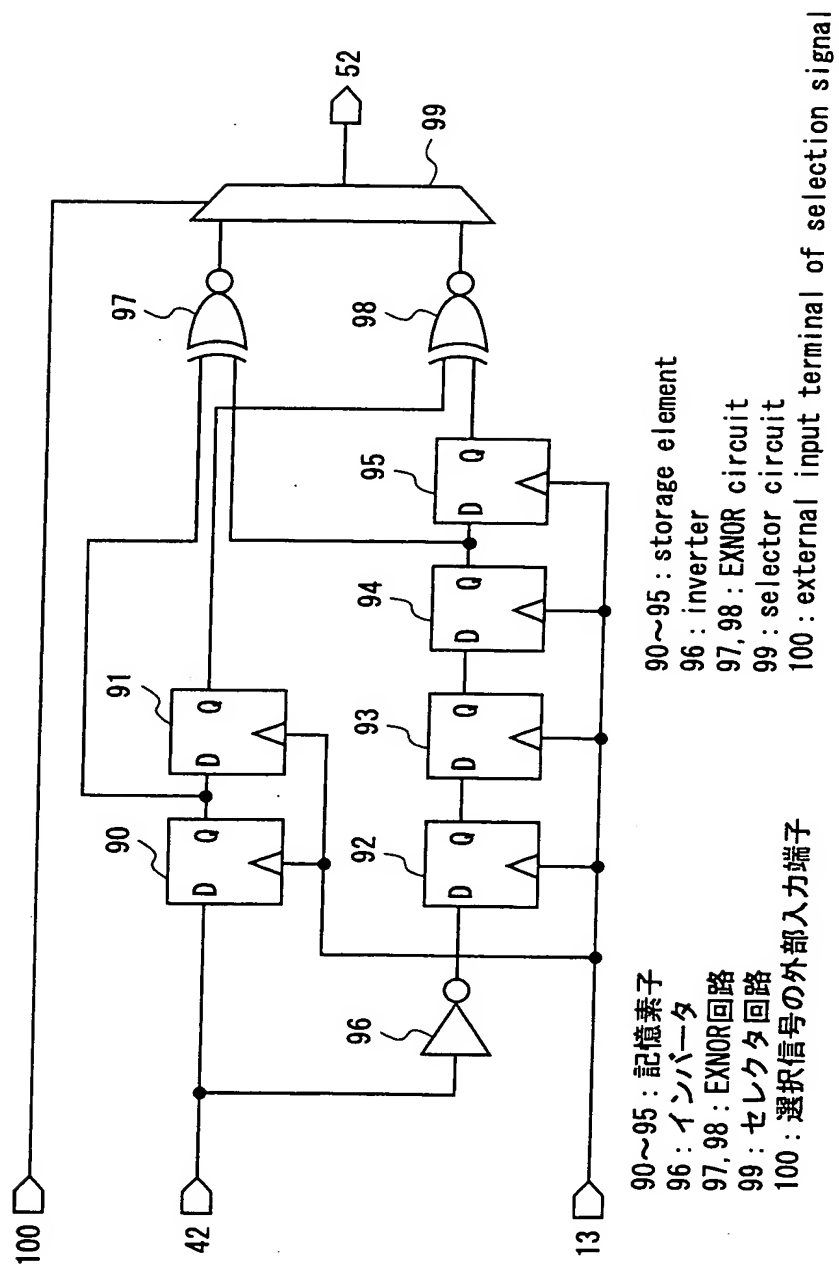 100
42
13
90
91
92
93
94
95
96
97
98
99
52
D Q
D Q
D Q
D Q
D Q
D Q
90~95 : 記憶素子
96 : インバータ
97, 98 : EXNOR回路
99 : セレクタ回路
100 : 選択信号の外部入力端子
90~95 : storage element
96 : inverter
97, 98 : EXNOR circuit
99 : selector circuit
100 : external input terminal of selection signal